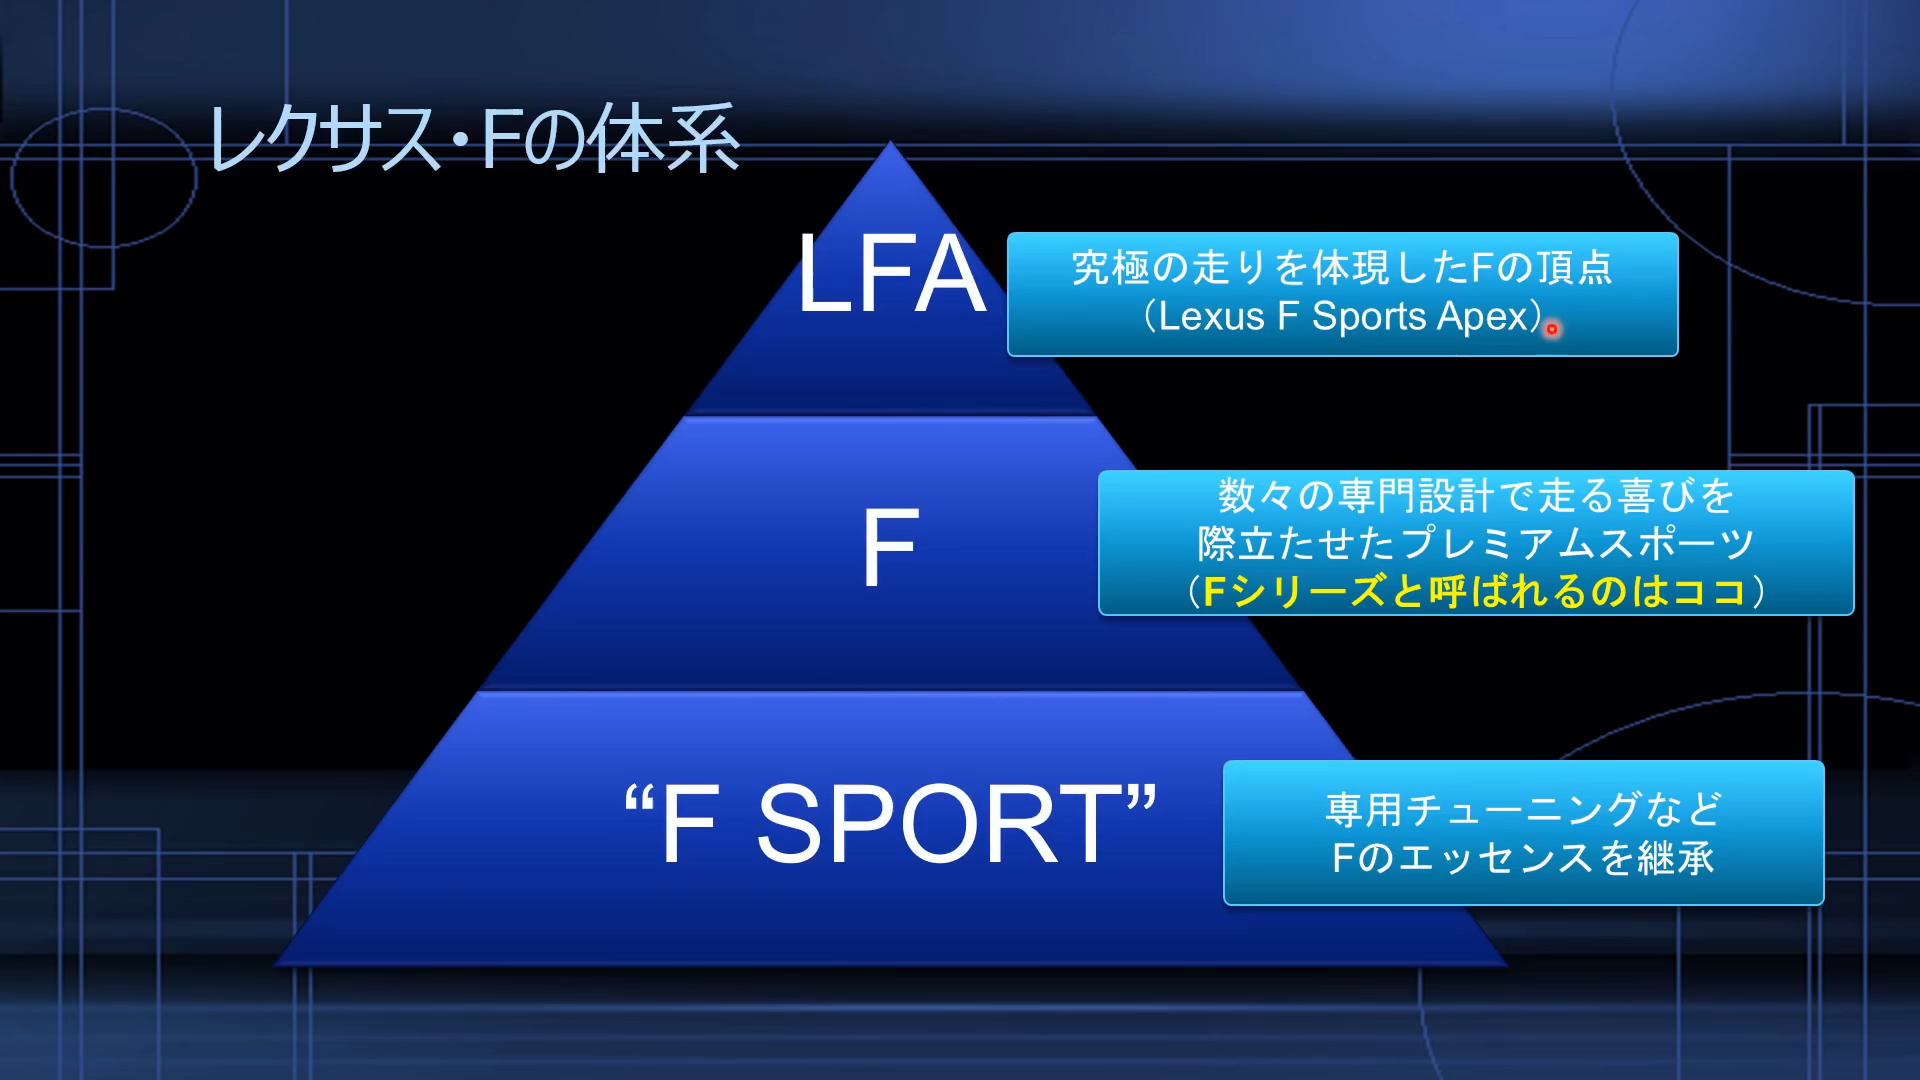 レクサス・Fの体系
LFA
究極の走りを体現したFの頂点
（Lexus F Sports Apex）
F
数々の専門設計で走る喜びを
際立たせたプレミアムスポーツ
（Fシリーズと呼ばれるのはココ）
“F SPORT”
専用チューニングなど
Fのエッセンスを継承